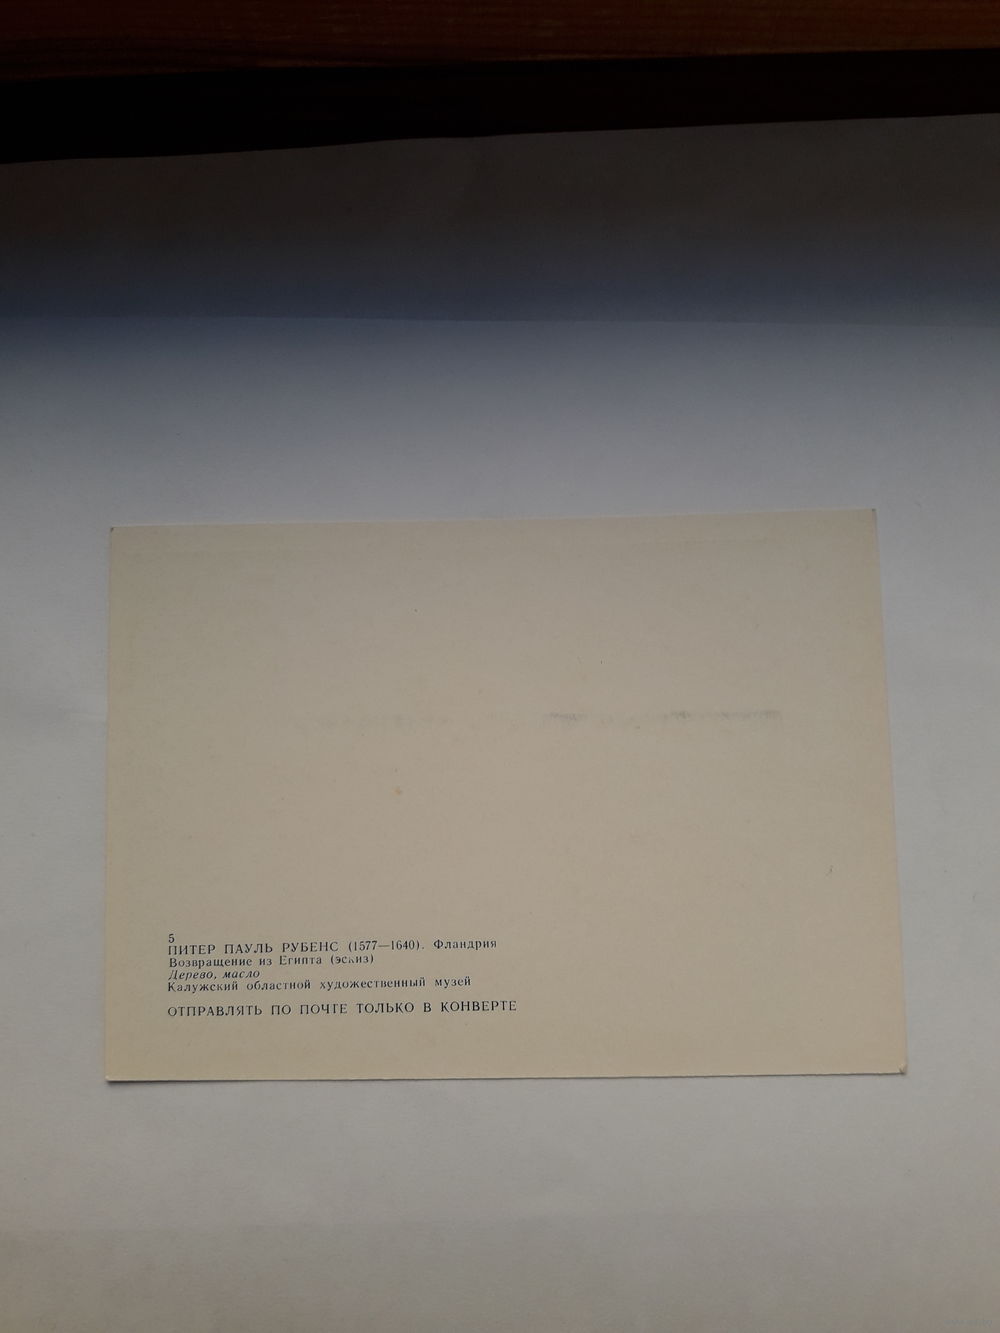 5
ПИТЕР ПАУЛЬ РУБЕНС (1577—1640). Фландрия
Возвращение из Египта (эскиз)
Дерево, масло
Калужский областной художественный музей
ОТПРАВЛЯТЬ ПО ПОЧТЕ ТОЛЬКО В КОНВЕРТЕ